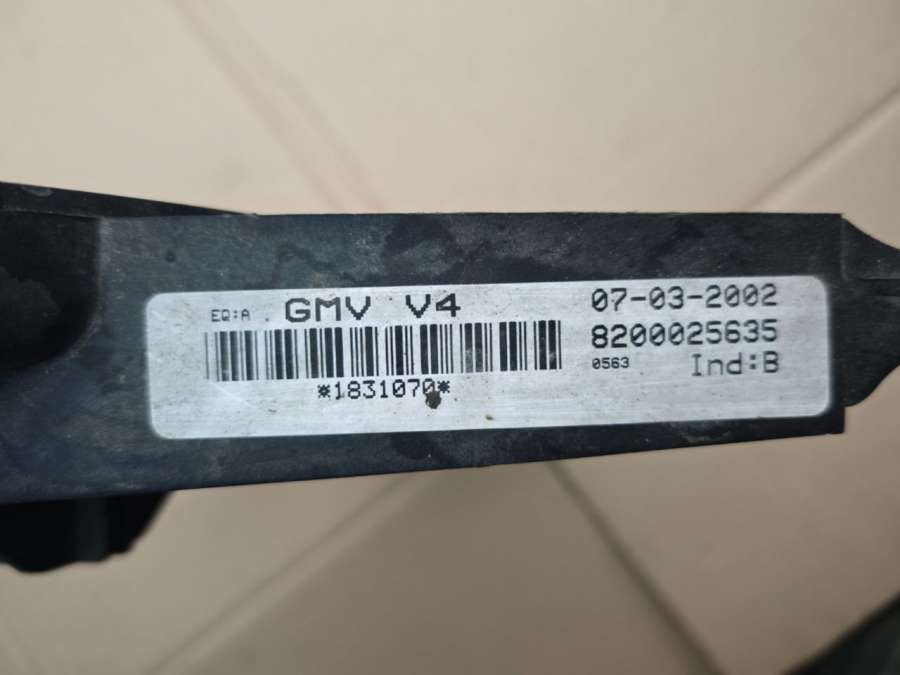 EQ:A . GMV V4
*1831070*
07-03-2002
8200025635
0563 Ind:B